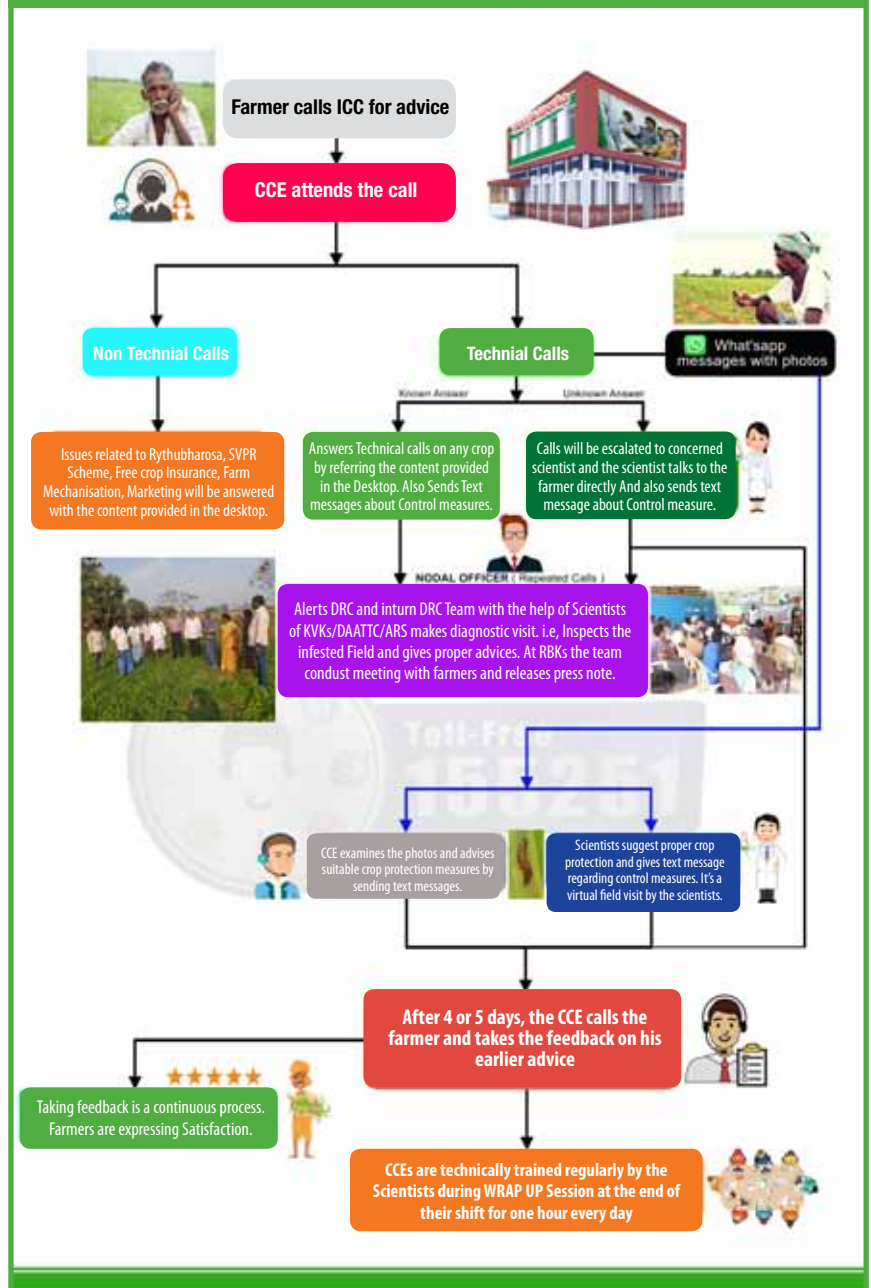 Farmer calls ICC for advice
CCE attends the call
Non Technial Calls
Technial Calls
What'sapp
messages with photos
Known Answer
Unknown Answer
Issues related to Rythubharosa, SVPR
Scheme, Free crop Insurance, Farm
Mechanisation, Marketing will be answered
with the content provided in the desktop.
Answers Technical calls on any crop
by referring the content provided
in the Desktop. Also Sends Text
messages about Control measures.
Calls will be escalated to concerned
scientist and the scientist talks to the
farmer directly And also sends text
message about Control measure.
NODAL OFFICER ( Repeated Calls )
Alerts DRC and inturn DRC Team with the help of Scientists
of KVKs/DAATTC/ARS makes diagnostic visit. i.e, Inspects the
infested Field and gives proper advices. At RBKs the team
condust meeting with farmers and releases press note.
Toll-Free
155251
CCE examines the photos and advises
suitable crop protection measures by
sending text messages.
Scientists suggest proper crop
protection and gives text message
regarding control measures. It's a
virtual field visit by the scientists.
After 4 or 5 days, the CCE calls the
farmer and takes the feedback on his
earlier advice
Taking feedback is a continuous process.
Farmers are expressing Satisfaction.
CCEs are technically trained regularly by the
Scientists during WRAP UP Session at the end of
their shift for one hour every day